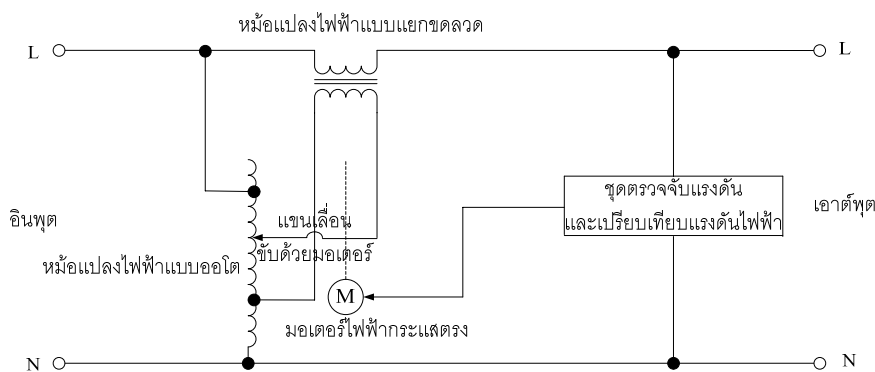 หม้อแปลงไฟฟ้าแบบแยกขดลวด
L
L
ชุดตรวจจับแรงดัน
และเปรียบเทียบแรงดันไฟฟ้า
อินพุต
เอาต์พุต
แขนเลื่อน
ขับด้วยมอเตอร์
หม้อแปลงไฟฟ้าแบบออโต
M
มอเตอร์ไฟฟ้ากระแสตรง
N
N